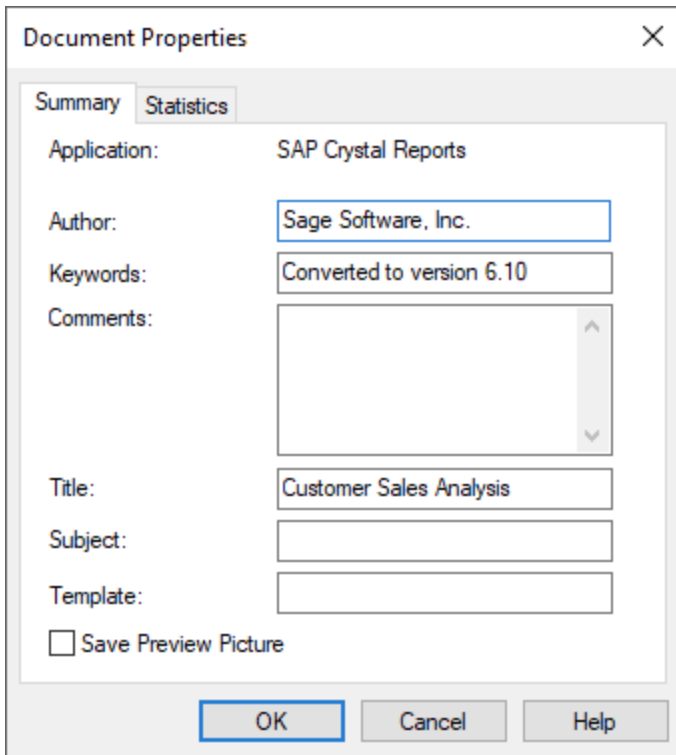 Document Properties
Summary Statistics
Application: SAP Crystal Reports
Author: Sage Software, Inc.
Keywords: Converted to version 6.10
Comments:
Title: Customer Sales Analysis
Subject:
Template:
Save Preview Picture
OK Cancel Help